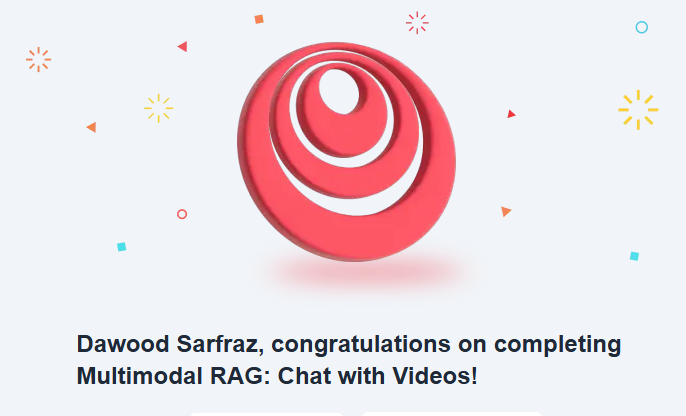 Dawood Sarfraz, congratulations on completing
Multimodal RAG: Chat with Videos!